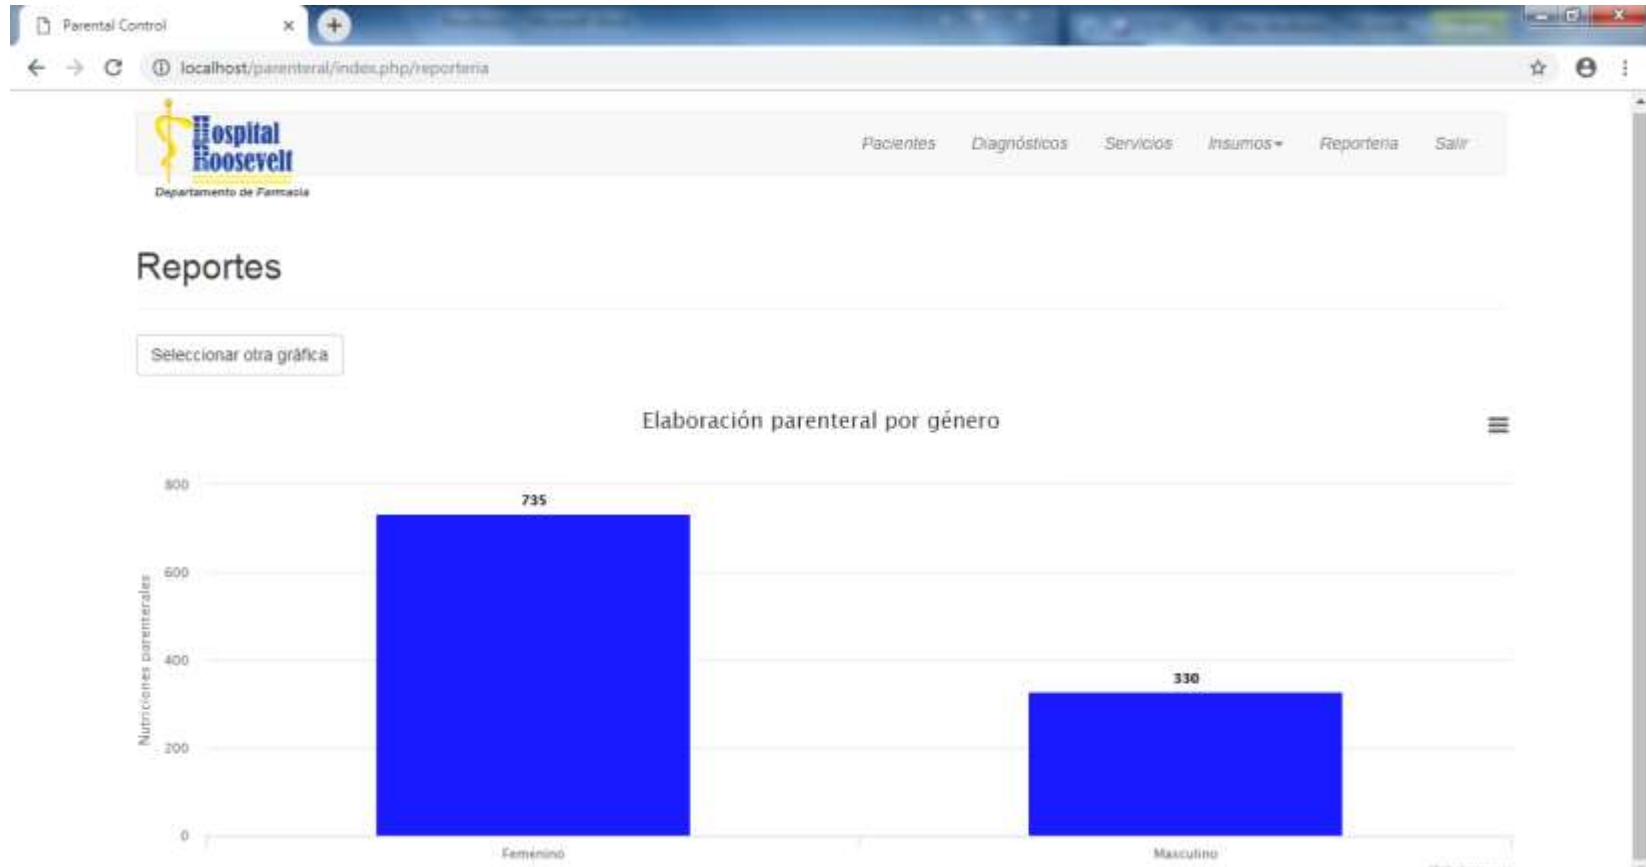 Parental Control
localhost/parenteral/index.php/reporteria
Hospital
Roosevelt
Departamento de Farmacia
Pacientes Diagnósticos Servicios Insumos Reporteria Salir
Reportes
Seleccionar otra gráfica
Elaboración parenteral por género
Nutriciones parenterales
800
600
400
200
0
735
330
Femenino Masculino